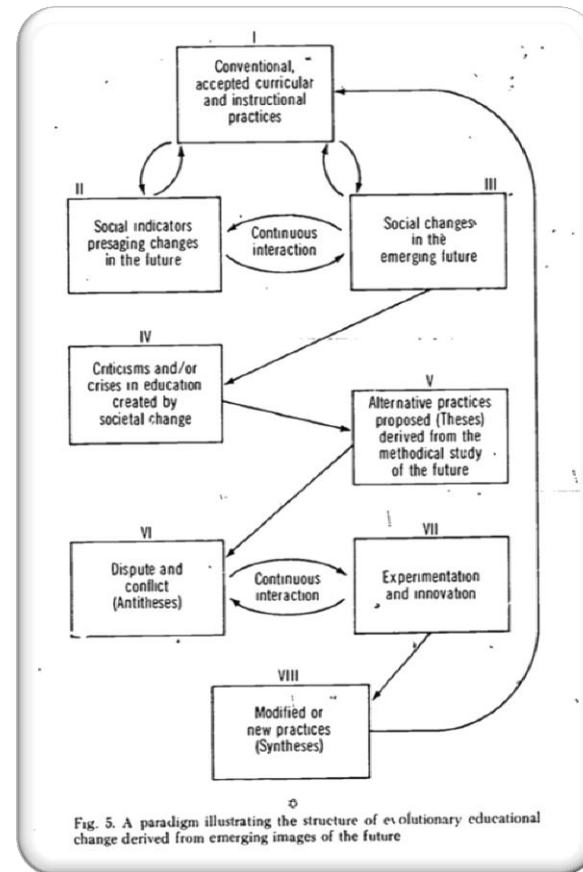 I
Conventional,
accepted curricular
and instructional
practices
II
III
Social indicators
presaging changes
in the future
Continuous
interaction
Social changes
in the
emerging future
IV
Criticisms and/or
crises in education
created by
societal change
V
Alternative practices
proposed (Theses)
derived from the
methodical study
of the future
VI
VII
Dispute and
conflict
(Antitheses)
Continuous
interaction
Experimentation
and innovation
VIII
Modified or
new practices
(Syntheses)
Fig. 5. A paradigm illustrating the structure of evolutionary educational
change derived from emerging images of the future